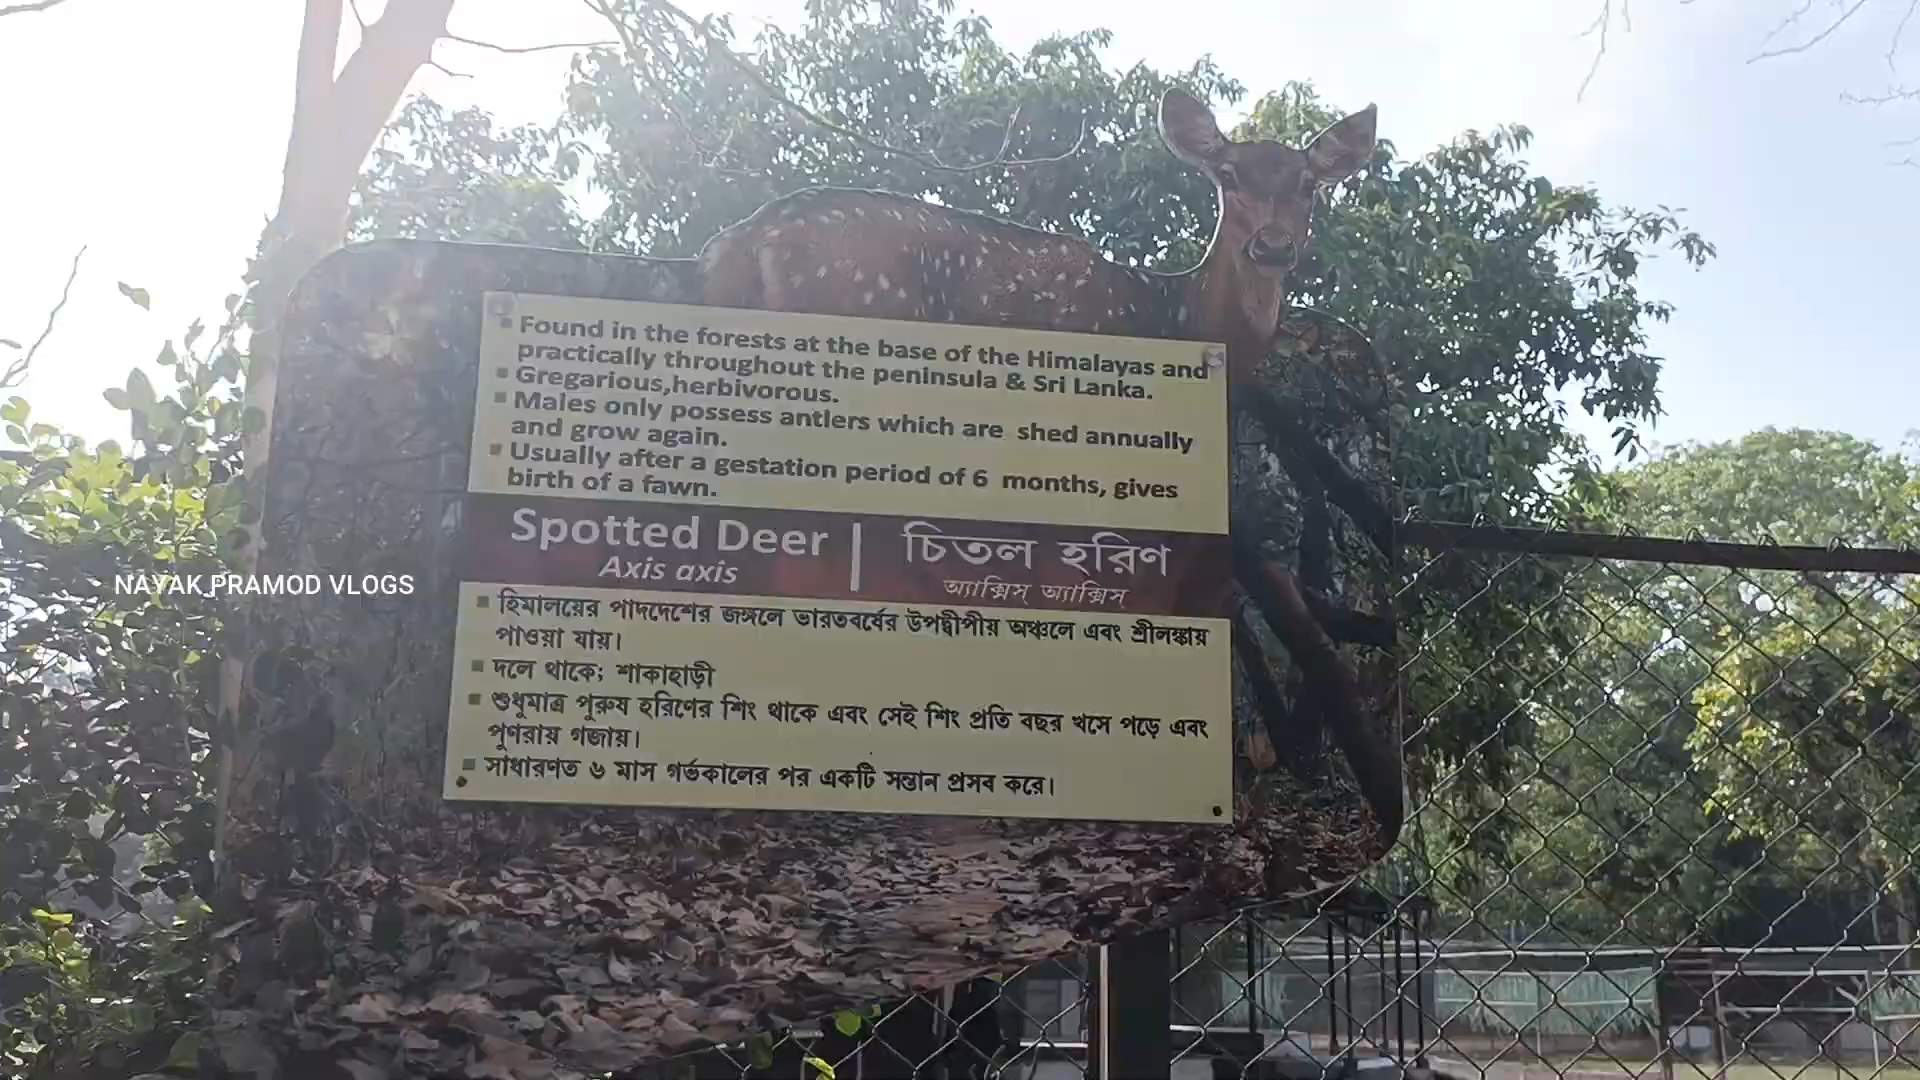 Found in the forests at the base of the Himalayas and
practically throughout the peninsula & Sri Lanka.
Gregarious,herbivorous.
Males only possess antlers which are shed annually
and grow again.
Usually after a gestation period of 6 months, gives
birth of a fawn.
Spotted Deer | চিতল হরিণ
Axis axis অ্যাক্সিস্ অ্যাক্সিস্
NAYAK PRAMOD VLOGS
হিমালয়ের পাদদেশের জঙ্গলে ভারতবর্ষের উপদ্বীপীয় অঞ্চলে এবং শ্রীলঙ্কায়
পাওয়া যায়।
দলে থাকে; শাকাহাড়ী
শুধুমাত্র পুরুষ হরিণের শিং থাকে এবং সেই শিং প্রতি বছর খসে পড়ে এবং
পুণরায় গজায়।
সাধারণত ৬ মাস গর্ভকালের পর একটি সন্তান প্রসব করে।